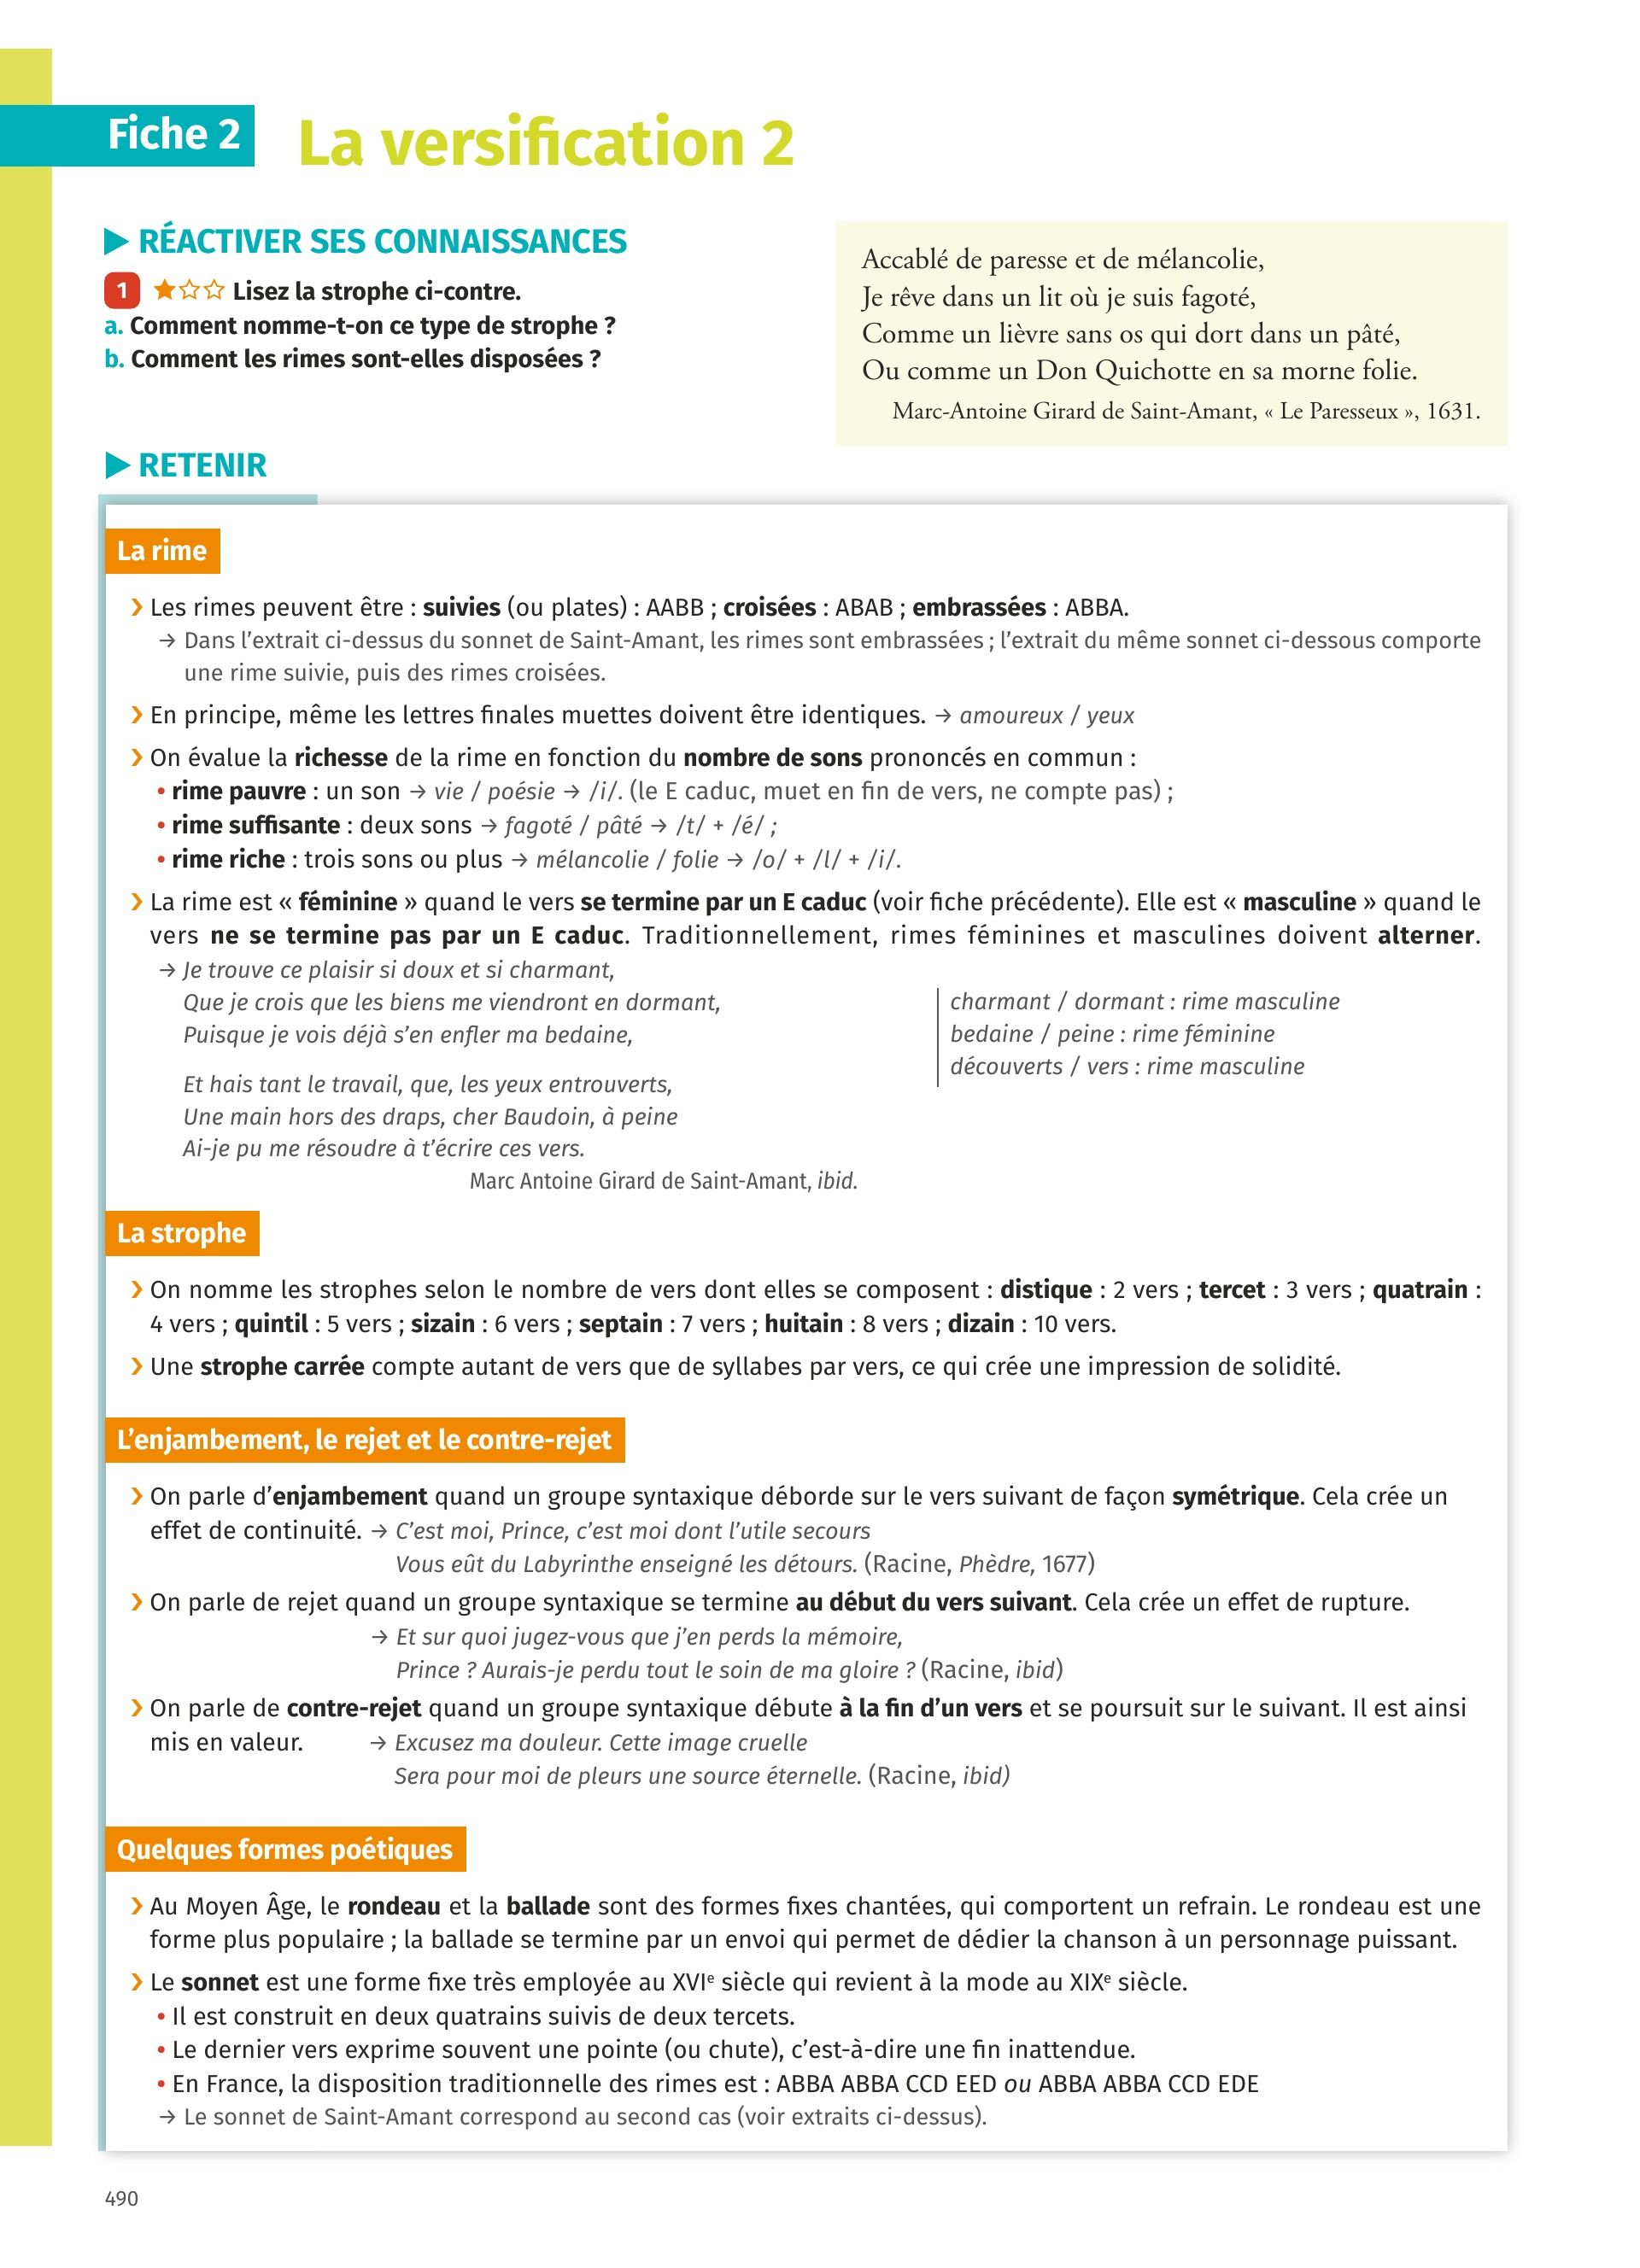 Fiche 2
La versification 2
▶ RÉACTIVER SES CONNAISSANCES
1 ★☆☆ Lisez la strophe ci-contre.
a. Comment nomme-t-on ce type de strophe ?
b. Comment les rimes sont-elles disposées ?
Accablé de paresse et de mélancolie,
Je rêve dans un lit où je suis fagoté,
Comme un lièvre sans os qui dort dans un pâté,
Ou comme un Don Quichotte en sa morne folie.
Marc-Antoine Girard de Saint-Amant, « Le Paresseux », 1631.
▶ RETENIR
La rime
❯ Les rimes peuvent être : suivies (ou plates) : AABB ; croisées : ABAB ; embrassées : ABBA.
→ Dans l’extrait ci-dessus du sonnet de Saint-Amant, les rimes sont embrassées ; l’extrait du même sonnet ci-dessous comporte
une rime suivie, puis des rimes croisées.
❯ En principe, même les lettres finales muettes doivent être identiques. → amoureux / yeux
❯ On évalue la richesse de la rime en fonction du nombre de sons prononcés en commun :
• rime pauvre : un son → vie / poésie → /i/. (le E caduc, muet en fin de vers, ne compte pas) ;
• rime suffisante : deux sons → fagoté / pâté → /t/ + /é/ ;
• rime riche : trois sons ou plus → mélancolie / folie → /o/ + /l/ + /i/.
❯ La rime est « féminine » quand le vers se termine par un E caduc (voir fiche précédente). Elle est « masculine » quand le
vers ne se termine pas par un E caduc. Traditionnellement, rimes féminines et masculines doivent alterner.
→ Je trouve ce plaisir si doux et si charmant,
Que je crois que les biens me viendront en dormant,
Puisque je vois déjà s’en enfler ma bedaine,
Et hais tant le travail, que, les yeux entrouverts,
Une main hors des draps, cher Baudoin, à peine
Ai-je pu me résoudre à t’écrire ces vers.
Marc Antoine Girard de Saint-Amant, ibid.
charmant / dormant : rime masculine
bedaine / peine : rime féminine
découverts / vers : rime masculine
La strophe
❯ On nomme les strophes selon le nombre de vers dont elles se composent : distique : 2 vers ; tercet : 3 vers ; quatrain :
4 vers ; quintil : 5 vers ; sizain : 6 vers ; septain : 7 vers ; huitain : 8 vers ; dizain : 10 vers.
❯ Une strophe carrée compte autant de vers que de syllabes par vers, ce qui crée une impression de solidité.
L’enjambement, le rejet et le contre-rejet
❯ On parle d’enjambement quand un groupe syntaxique déborde sur le vers suivant de façon symétrique. Cela crée un
effet de continuité. → C’est moi, Prince, c’est moi dont l’utile secours
Vous eût du Labyrinthe enseigné les détours. (Racine, Phèdre, 1677)
❯ On parle de rejet quand un groupe syntaxique se termine au début du vers suivant. Cela crée un effet de rupture.
→ Et sur quoi jugez-vous que j’en perds la mémoire,
Prince ? Aurais-je perdu tout le soin de ma gloire ? (Racine, ibid)
❯ On parle de contre-rejet quand un groupe syntaxique débute à la fin d’un vers et se poursuit sur le suivant. Il est ainsi
mis en valeur. → Excusez ma douleur. Cette image cruelle
Sera pour moi de pleurs une source éternelle. (Racine, ibid)
Quelques formes poétiques
❯ Au Moyen Âge, le rondeau et la ballade sont des formes fixes chantées, qui comportent un refrain. Le rondeau est une
forme plus populaire ; la ballade se termine par un envoi qui permet de dédier la chanson à un personnage puissant.
❯ Le sonnet est une forme fixe très employée au XVIe siècle qui revient à la mode au XIXe siècle.
• Il est construit en deux quatrains suivis de deux tercets.
• Le dernier vers exprime souvent une pointe (ou chute), c’est-à-dire une fin inattendue.
• En France, la disposition traditionnelle des rimes est : ABBA ABBA CCD EED ou ABBA ABBA CCD EDE
→ Le sonnet de Saint-Amant correspond au second cas (voir extraits ci-dessus).
490